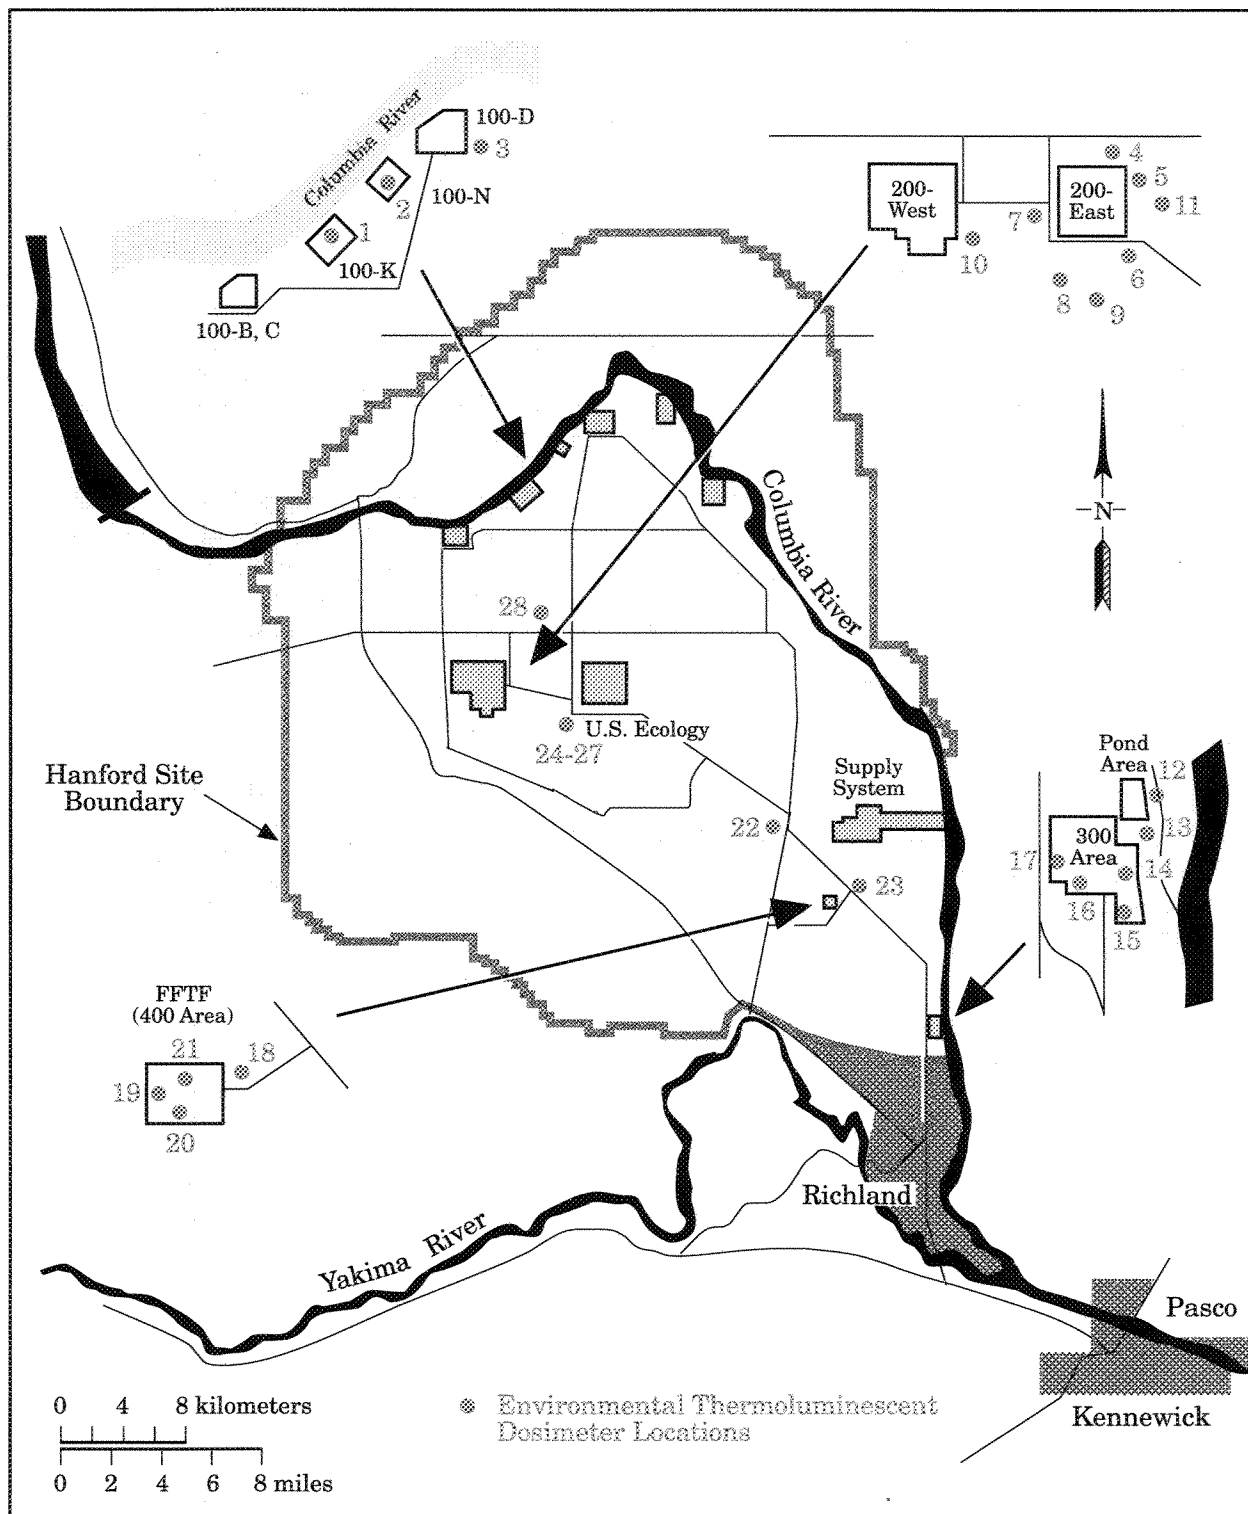 Columbia River
100-D
3
2
100-N
1
100-K
100-B, C
4
200-
West
200-
East
5
11
7
10
6
8
9
N
Columbia River
28
U.S. Ecology
24-27
Hanford Site
Boundary
Supply
System
22
23
Pond
Area
12
13
300
Area
17
14
16
15
FFTF
(400 Area)
21
18
19
20
Richland
Yakima River
Pasco
Kennewick
0 4 8 kilometers
0 2 4 6 8 miles
Environmental Thermoluminescent
Dosimeter Locations